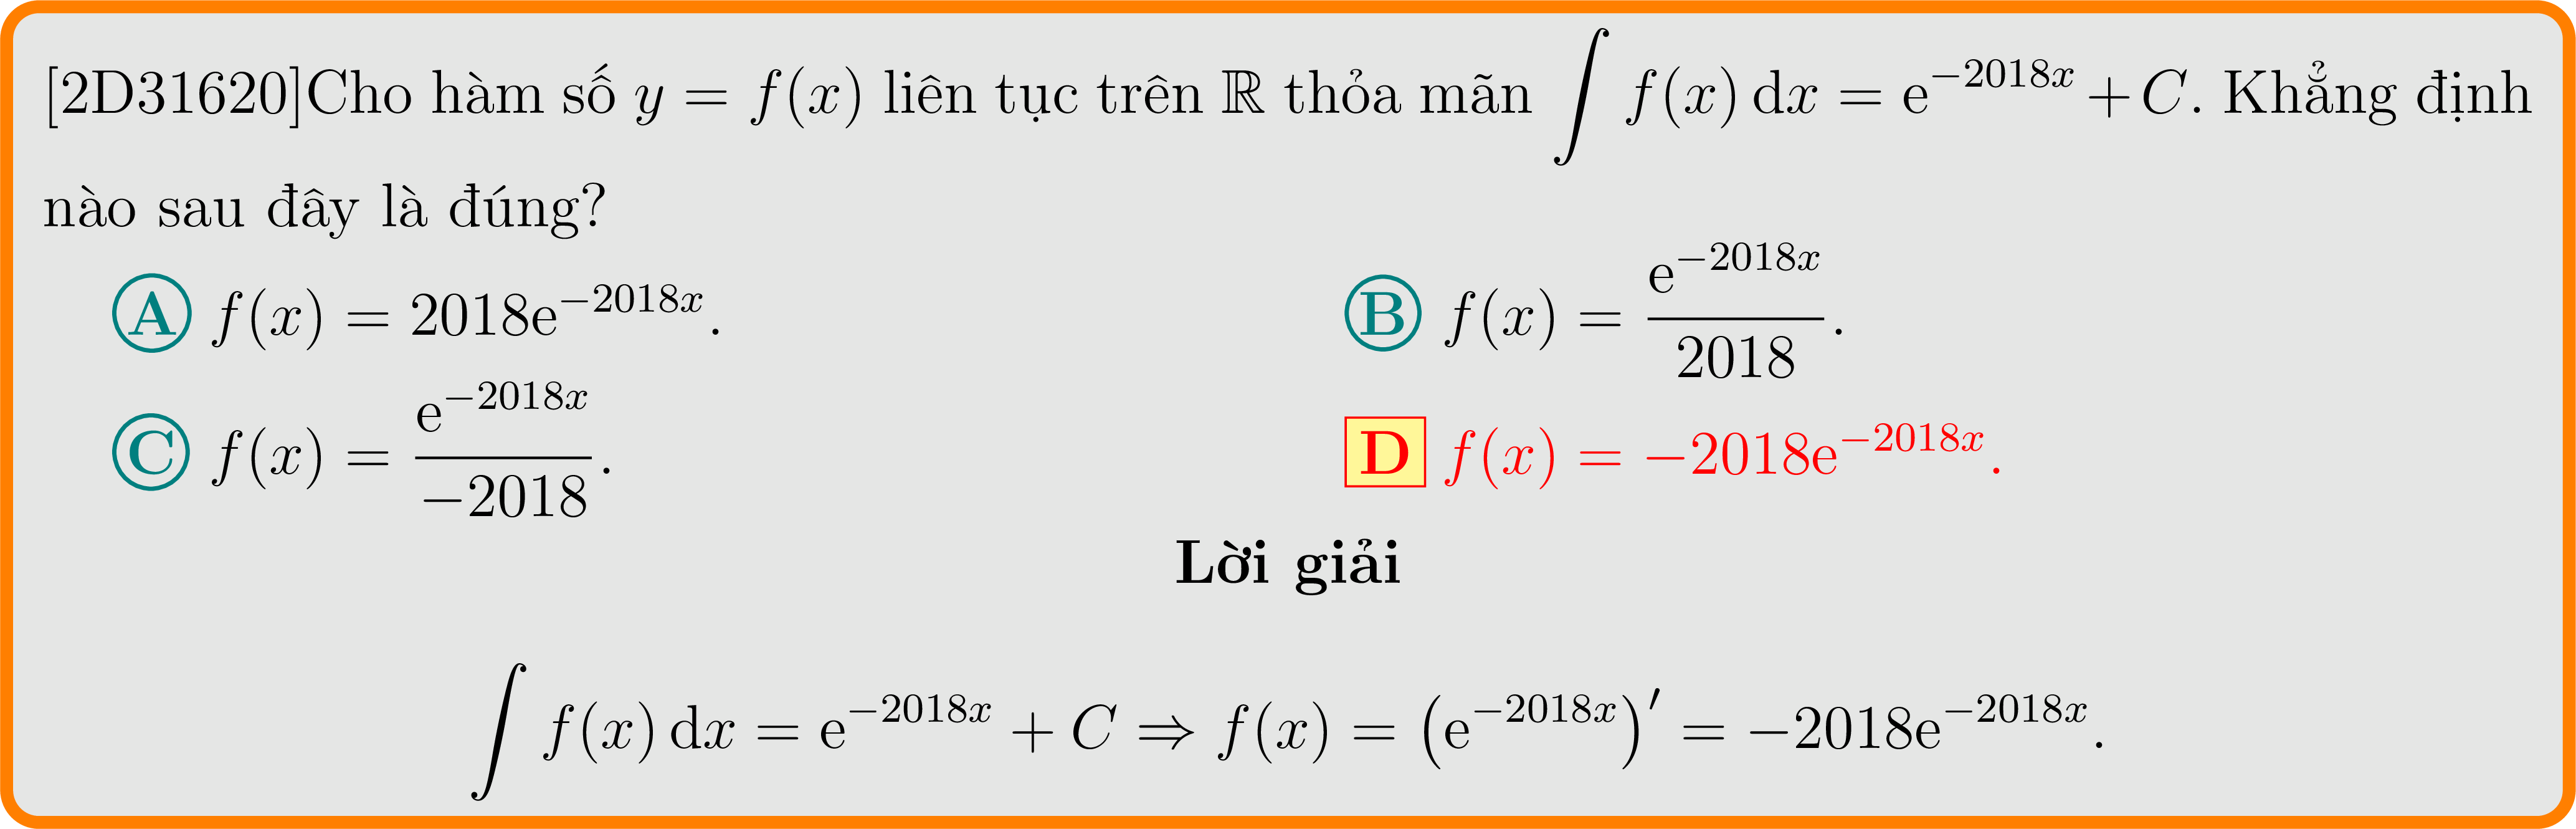 [2D31620]Cho hàm số $y = f(x)$ liên tục trên $\mathbb{R}$ thỏa mãn $\int f(x)\,\mathrm{d}x = \mathrm{e}^{-2018x} + C$. Khẳng định
nào sau đây là đúng?
A $f(x) = 2018\mathrm{e}^{-2018x}$. B $f(x) = \dfrac{\mathrm{e}^{-2018x}}{2018}$.
C $f(x) = \dfrac{\mathrm{e}^{-2018x}}{-2018}$. D $f(x) = -2018\mathrm{e}^{-2018x}$.
Lời giải
$\int f(x)\,\mathrm{d}x = \mathrm{e}^{-2018x} + C \Rightarrow f(x) = \left(\mathrm{e}^{-2018x}\right)' = -2018\mathrm{e}^{-2018x}$.